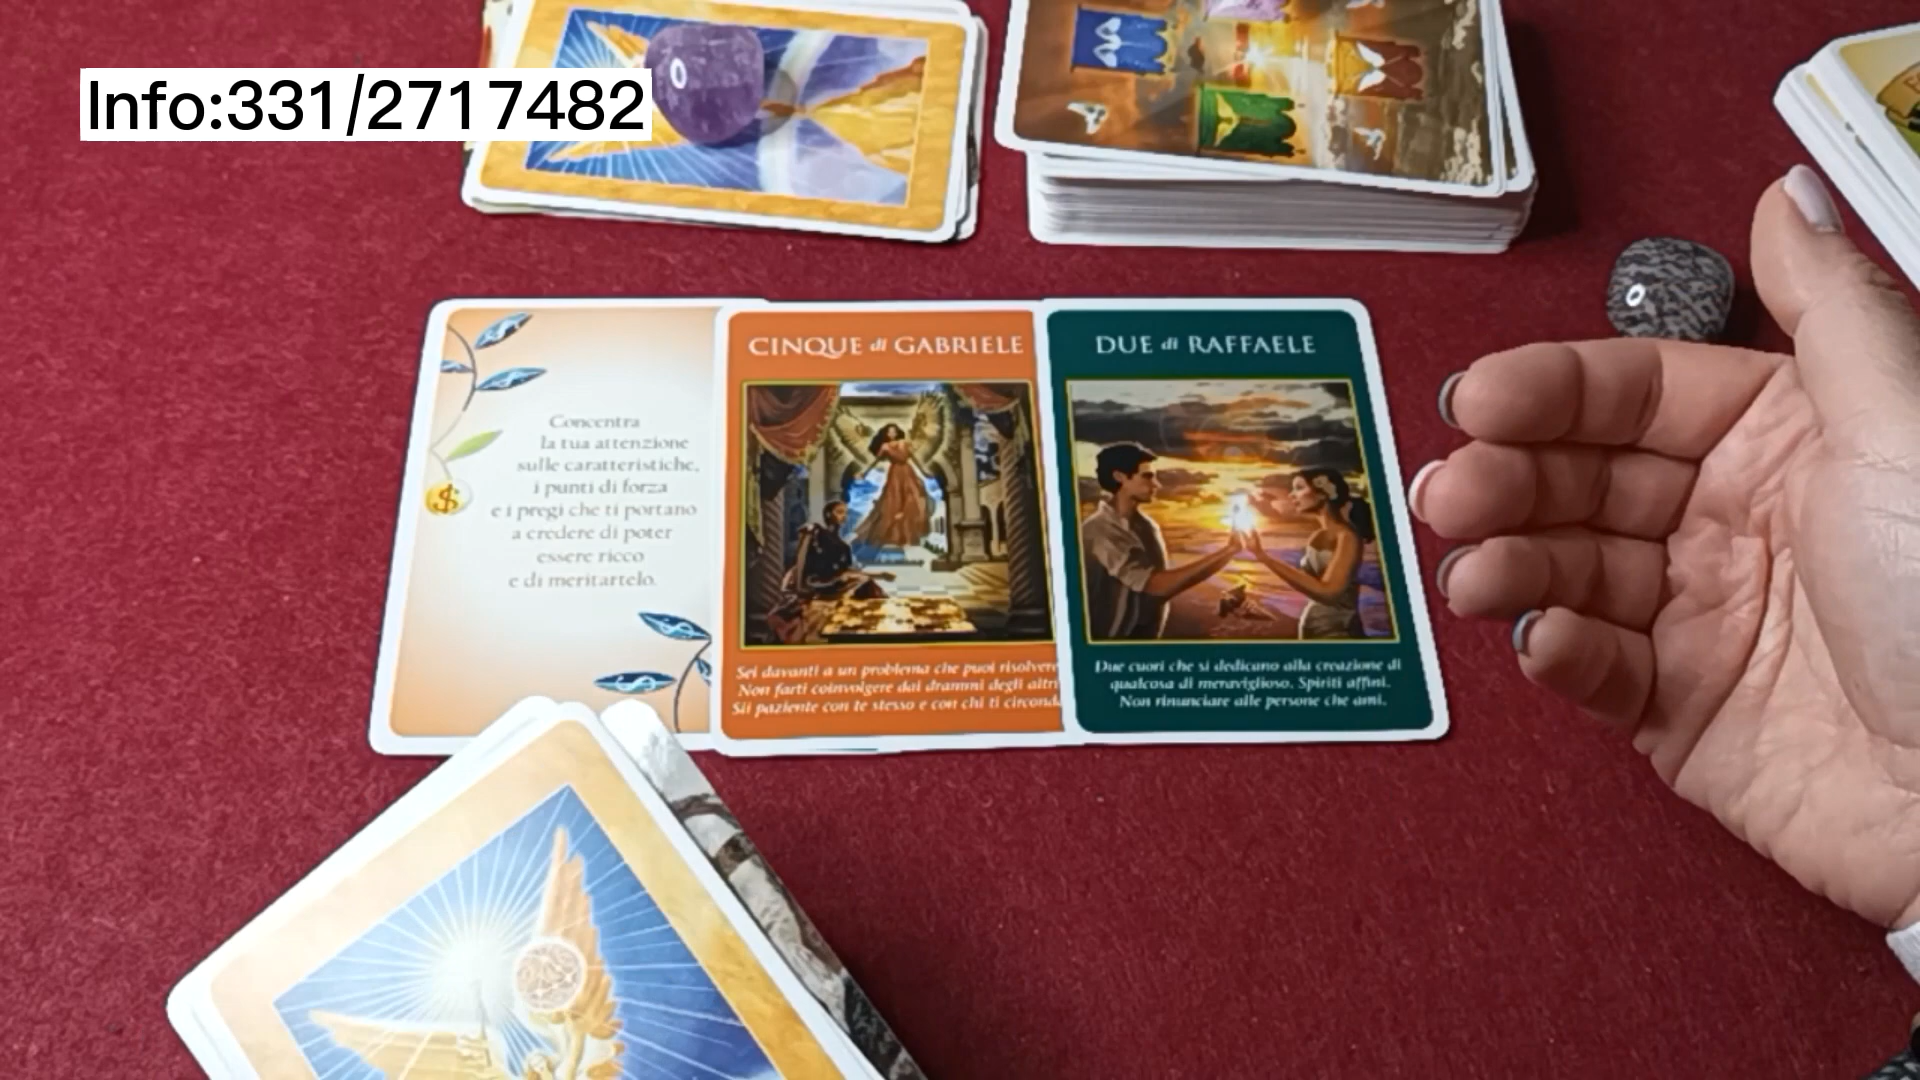 Info:331/2717482
Concentra
la tua attenzione
sulle caratteristiche,
i punti di forza
e i pregi che ti portano
a credere di poter
essere ricco
e di meritartelo.
CINQUE di GABRIELE
Sei davanti a un problema che puoi risolvere
Non farti coinvolgere dai drammi degli altri
Sii paziente con te stesso e con chi ti circonda
DUE di RAFFAELE
Due cuori che si dedicano alla creazione di
qualcosa di meraviglioso. Spiriti affini.
Non rinunciare alle persone che ami.